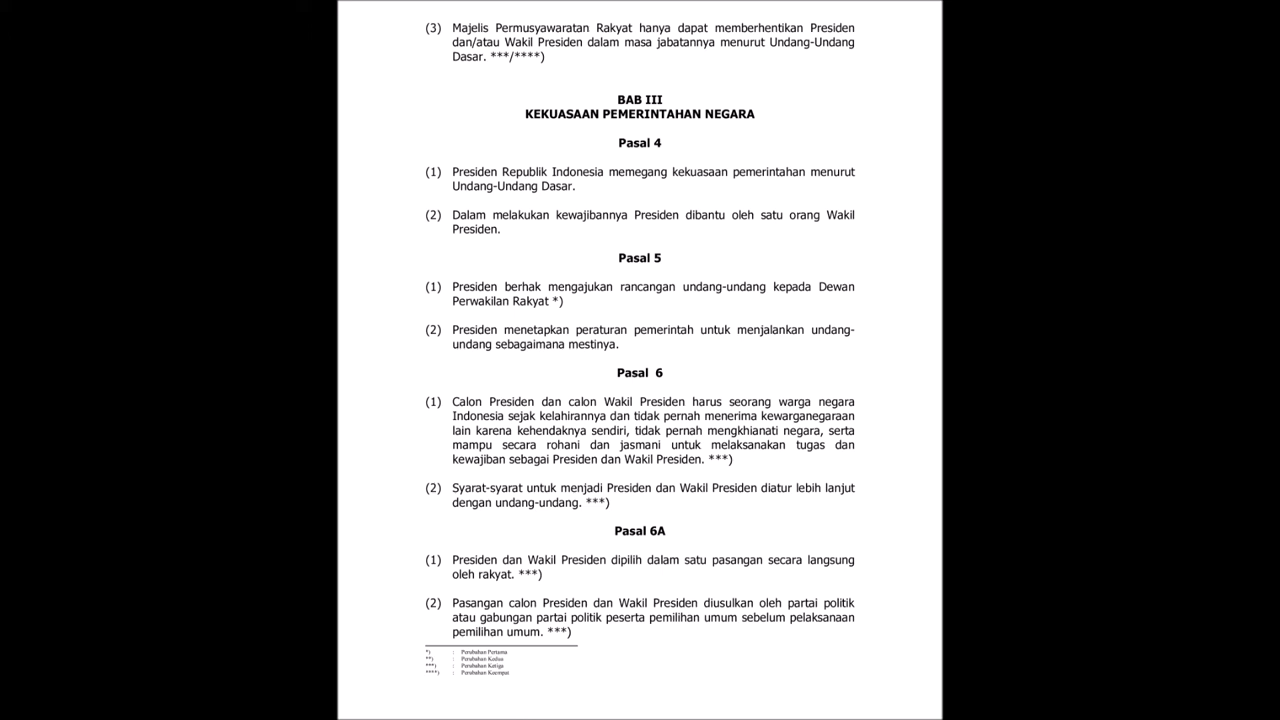 (3) Majelis Permusyawaratan Rakyat hanya dapat memberhentikan Presiden
dan/atau Wakil Presiden dalam masa jabatannya menurut Undang-Undang
Dasar. ***/****)
BAB III
KEKUASAAN PEMERINTAHAN NEGARA
Pasal 4
(1) Presiden Republik Indonesia memegang kekuasaan pemerintahan menurut
Undang-Undang Dasar.
(2) Dalam melakukan kewajibannya Presiden dibantu oleh satu orang Wakil
Presiden.
Pasal 5
(1) Presiden berhak mengajukan rancangan undang-undang kepada Dewan
Perwakilan Rakyat *)
(2) Presiden menetapkan peraturan pemerintah untuk menjalankan undang-
undang sebagaimana mestinya.
Pasal 6
(1) Calon Presiden dan calon Wakil Presiden harus seorang warga negara
Indonesia sejak kelahirannya dan tidak pernah menerima kewarganegaraan
lain karena kehendaknya sendiri, tidak pernah mengkhianati negara, serta
mampu secara rohani dan jasmani untuk melaksanakan tugas dan
kewajiban sebagai Presiden dan Wakil Presiden. ***)
(2) Syarat-syarat untuk menjadi Presiden dan Wakil Presiden diatur lebih lanjut
dengan undang-undang. ***)
Pasal 6A
(1) Presiden dan Wakil Presiden dipilih dalam satu pasangan secara langsung
oleh rakyat. ***)
(2) Pasangan calon Presiden dan Wakil Presiden diusulkan oleh partai politik
atau gabungan partai politik peserta pemilihan umum sebelum pelaksanaan
pemilihan umum. ***)
*) : Perubahan Pertama
**) : Perubahan Kedua
***) : Perubahan Ketiga
****) : Perubahan Keempat